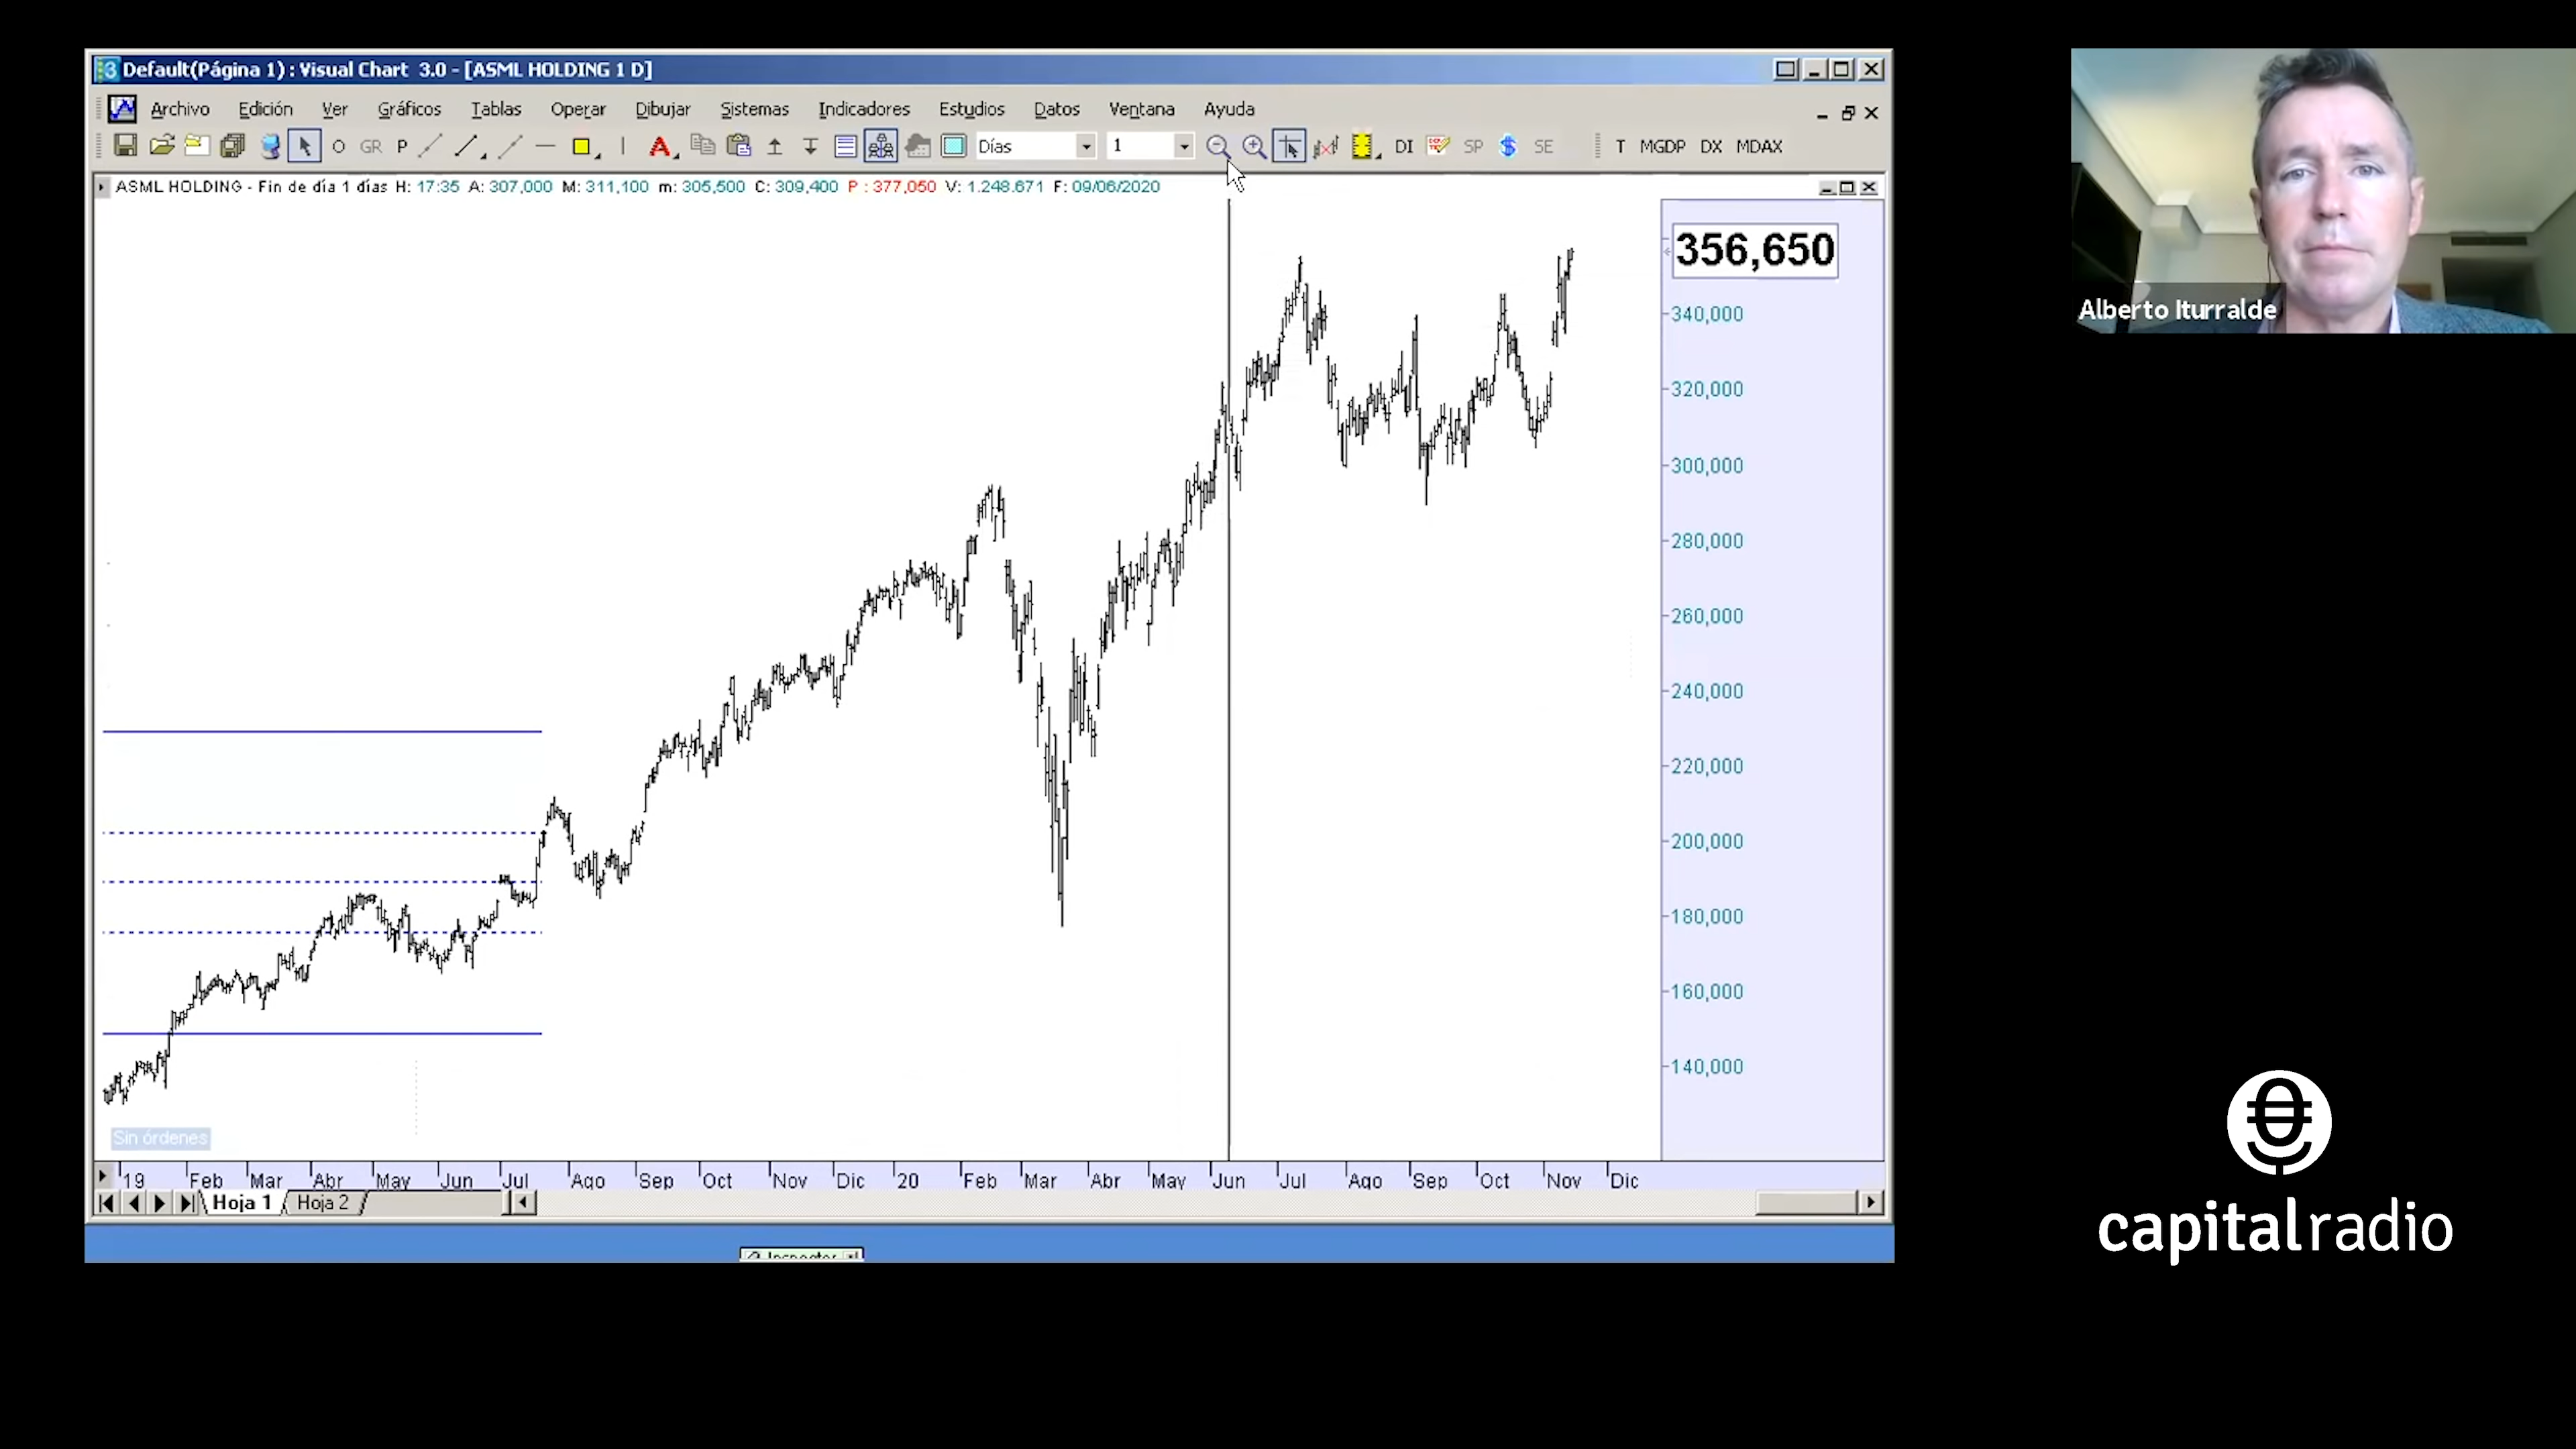 Default(Página 1) : Visual Chart 3.0 - [ASML HOLDING 1 D]
Archivo Edición Ver Gráficos Tablas Operar Dibujar Sistemas Indicadores Estudios Datos Ventana Ayuda
O GR P A Días 1 DI SP $ SE T MGDP DX MDAX
ASML HOLDING - Fin de día 1 días H: 17:35 A: 307,000 M: 311,100 m: 305,500 C: 309,400 P : 377,050 V: 1.248.671 F: 09/06/2020
356,650
340,000
320,000
300,000
280,000
260,000
240,000
220,000
200,000
180,000
160,000
140,000
Sin órdenes
'19 Feb Mar Abr May Jun Jul Ago Sep Oct Nov Dic 20 Feb Mar Abr May Jun Jul Ago Sep Oct Nov Dic
Hoja 1 Hoja 2
Alberto Iturralde
capitalradio